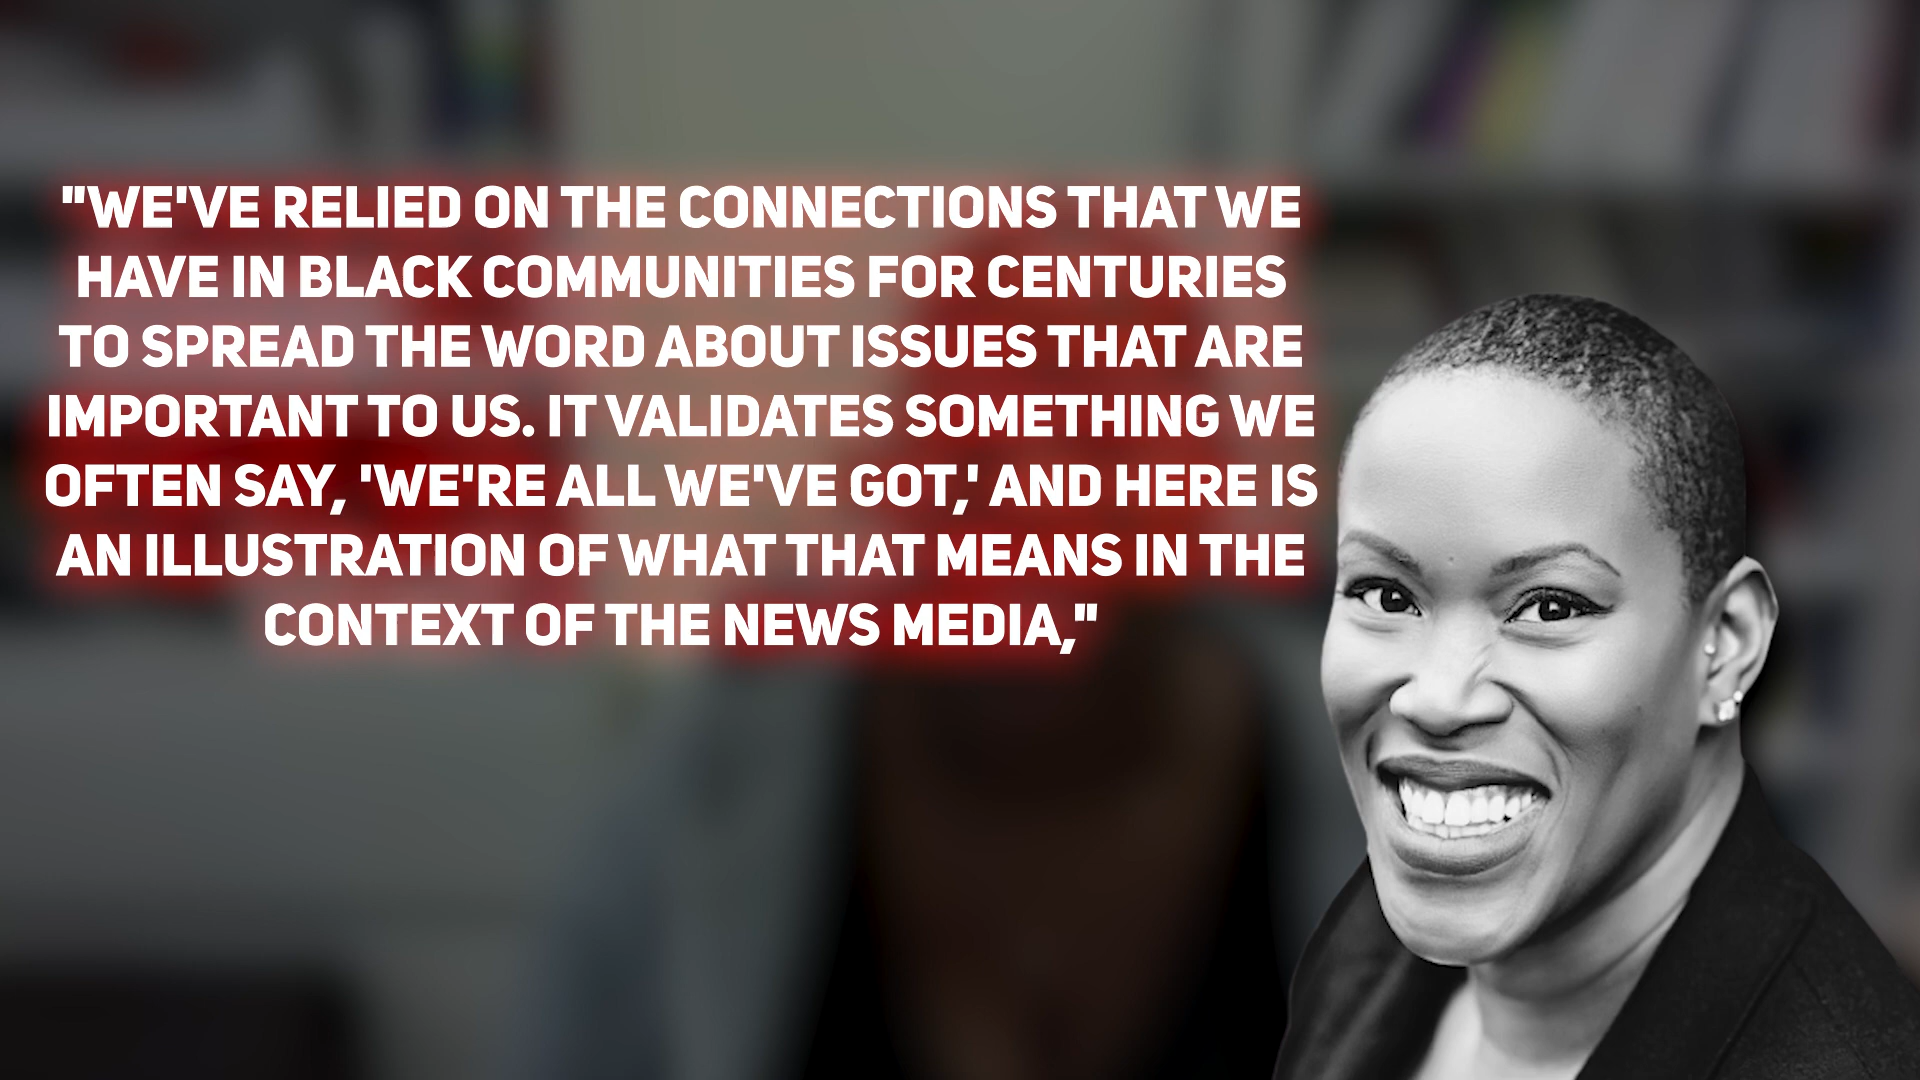 "WE'VE RELIED ON THE CONNECTIONS THAT WE
HAVE IN BLACK COMMUNITIES FOR CENTURIES
TO SPREAD THE WORD ABOUT ISSUES THAT ARE
IMPORTANT TO US. IT VALIDATES SOMETHING WE
OFTEN SAY, 'WE'RE ALL WE'VE GOT,' AND HERE IS
AN ILLUSTRATION OF WHAT THAT MEANS IN THE
CONTEXT OF THE NEWS MEDIA,"